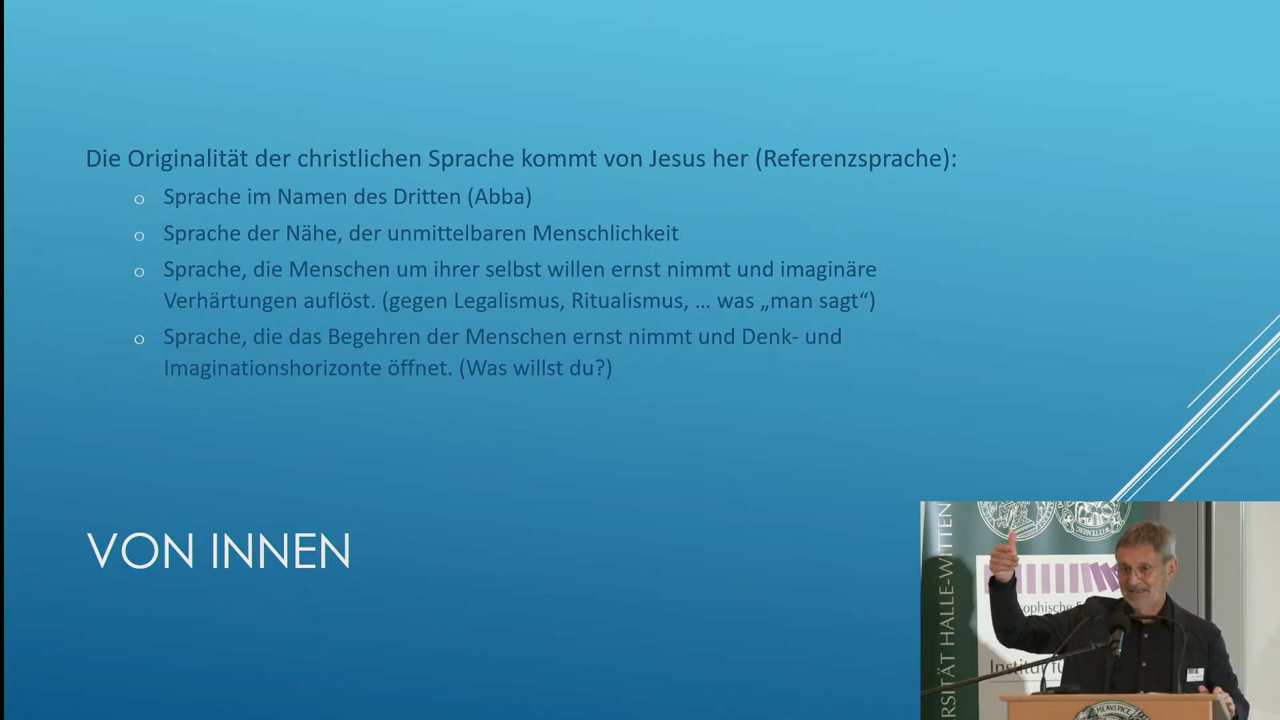 Die Originalität der christlichen Sprache kommt von Jesus her (Referenzsprache):
o Sprache im Namen des Dritten (Abba)
o Sprache der Nähe, der unmittelbaren Menschlichkeit
o Sprache, die Menschen um ihrer selbst willen ernst nimmt und imaginäre
Verhärtungen auflöst. (gegen Legalismus, Ritualismus, … was „man sagt“)
o Sprache, die das Begehren der Menschen ernst nimmt und Denk- und
Imaginationshorizonte öffnet. (Was willst du?)
VON INNEN
RSITÄT HALLE-WITTEN
ophische
Institut